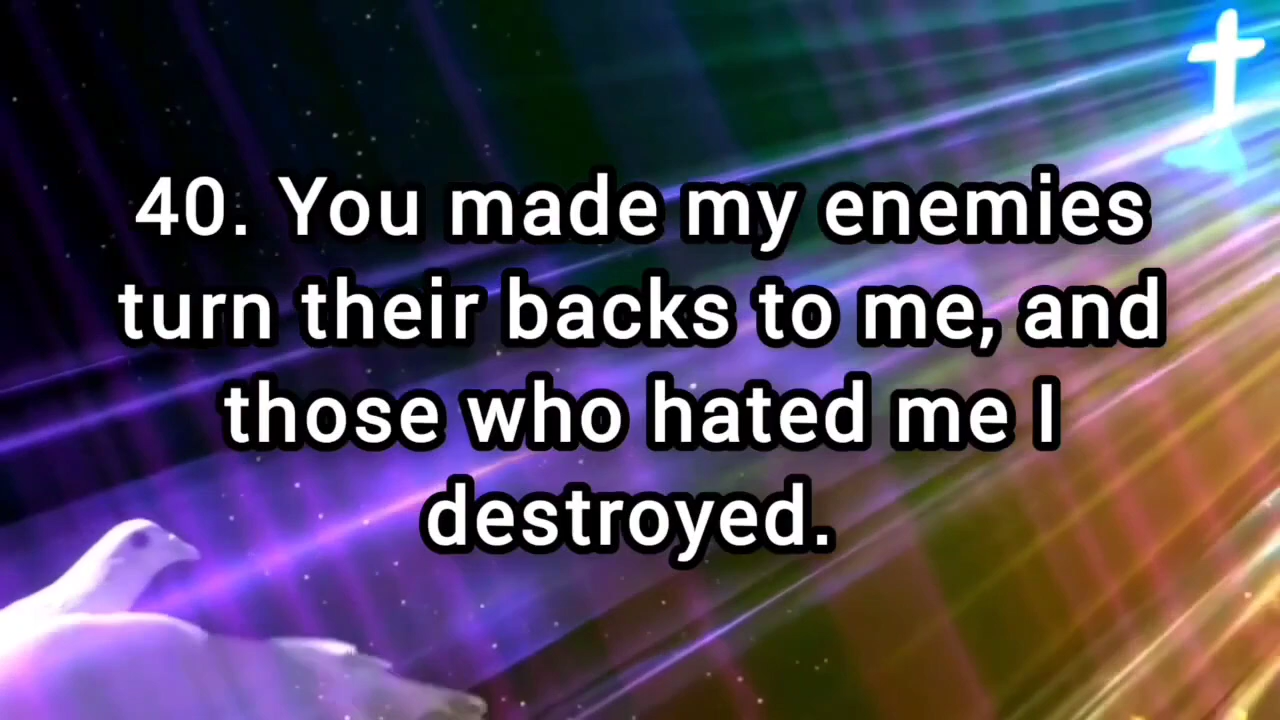 40. You made my enemies
turn their backs to me, and
those who hated me I
destroyed.